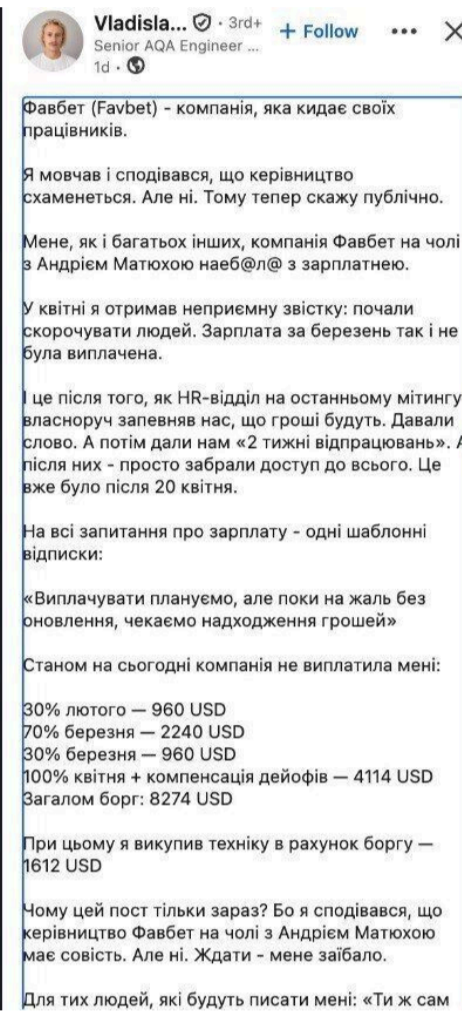 Vladisla... · 3rd+
+ Follow
Senior AQA Engineer ...
1d ·
Фавбет (Favbet) - компанія, яка кидає своїх
працівників.
Я мовчав і сподівався, що керівництво
схаменеться. Але ні. Тому тепер скажу публічно.
Мене, як і багатьох інших, компанія Фавбет на чолі
з Андрієм Матюхою наеб@л@ з зарплатнею.
У квітні я отримав неприємну звістку: почали
скорочувати людей. Зарплата за березень так і не
була виплачена.
І це після того, як HR-відділ на останньому мітингу
власноруч запевняв нас, що гроші будуть. Давали
слово. А потім дали нам «2 тижні відпрацювань». А
після них - просто забрали доступ до всього. Це
вже було після 20 квітня.
На всі запитання про зарплату - одні шаблонні
відписки:
«Виплачувати плануємо, але поки на жаль без
оновлення, чекаємо надходження грошей»
Станом на сьогодні компанія не виплатила мені:
30% лютого — 960 USD
70% березня — 2240 USD
30% березня — 960 USD
100% квітня + компенсація дейофів — 4114 USD
Загалом борг: 8274 USD
При цьому я викупив техніку в рахунок боргу —
1612 USD
Чому цей пост тільки зараз? Бо я сподівався, що
керівництво Фавбет на чолі з Андрієм Матюхою
має совість. Але ні. Ждати - мене заїбало.
Для тих людей, які будуть писати мені: «Ти ж сам